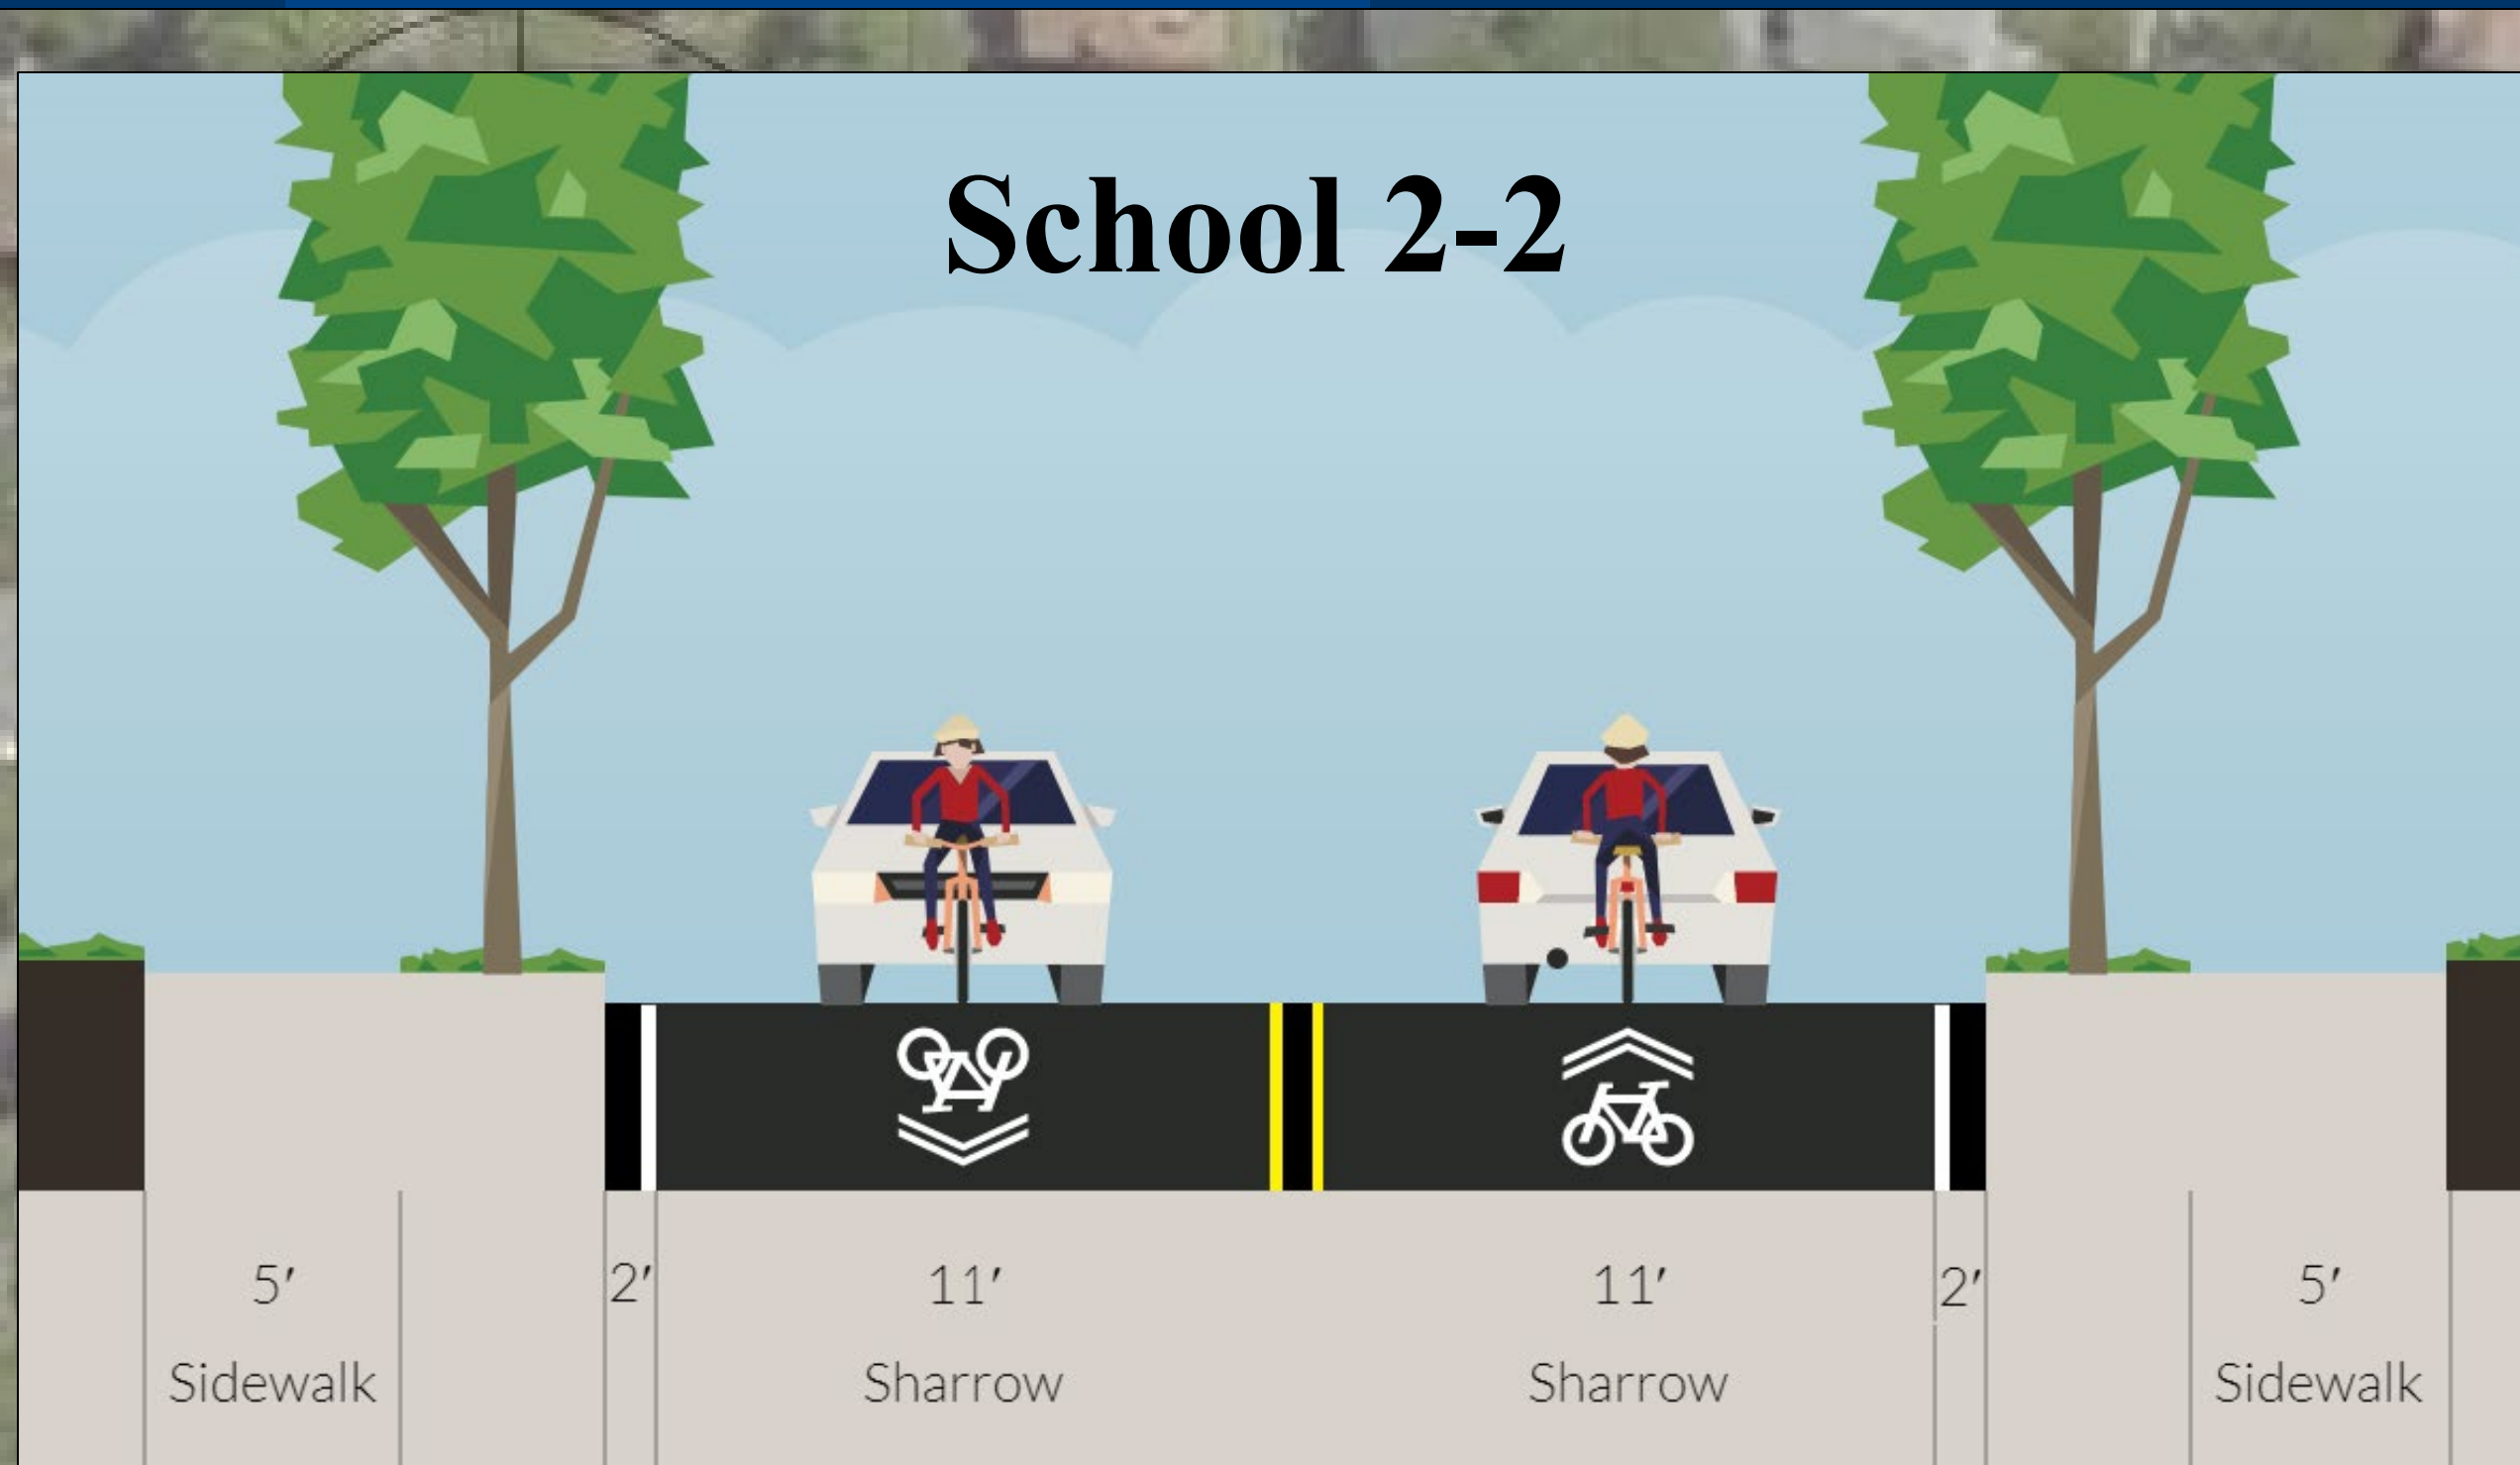 School 2-2
5′ 2′ 11′ 11′ 2′ 5′
Sidewalk Sharrow Sharrow Sidewalk